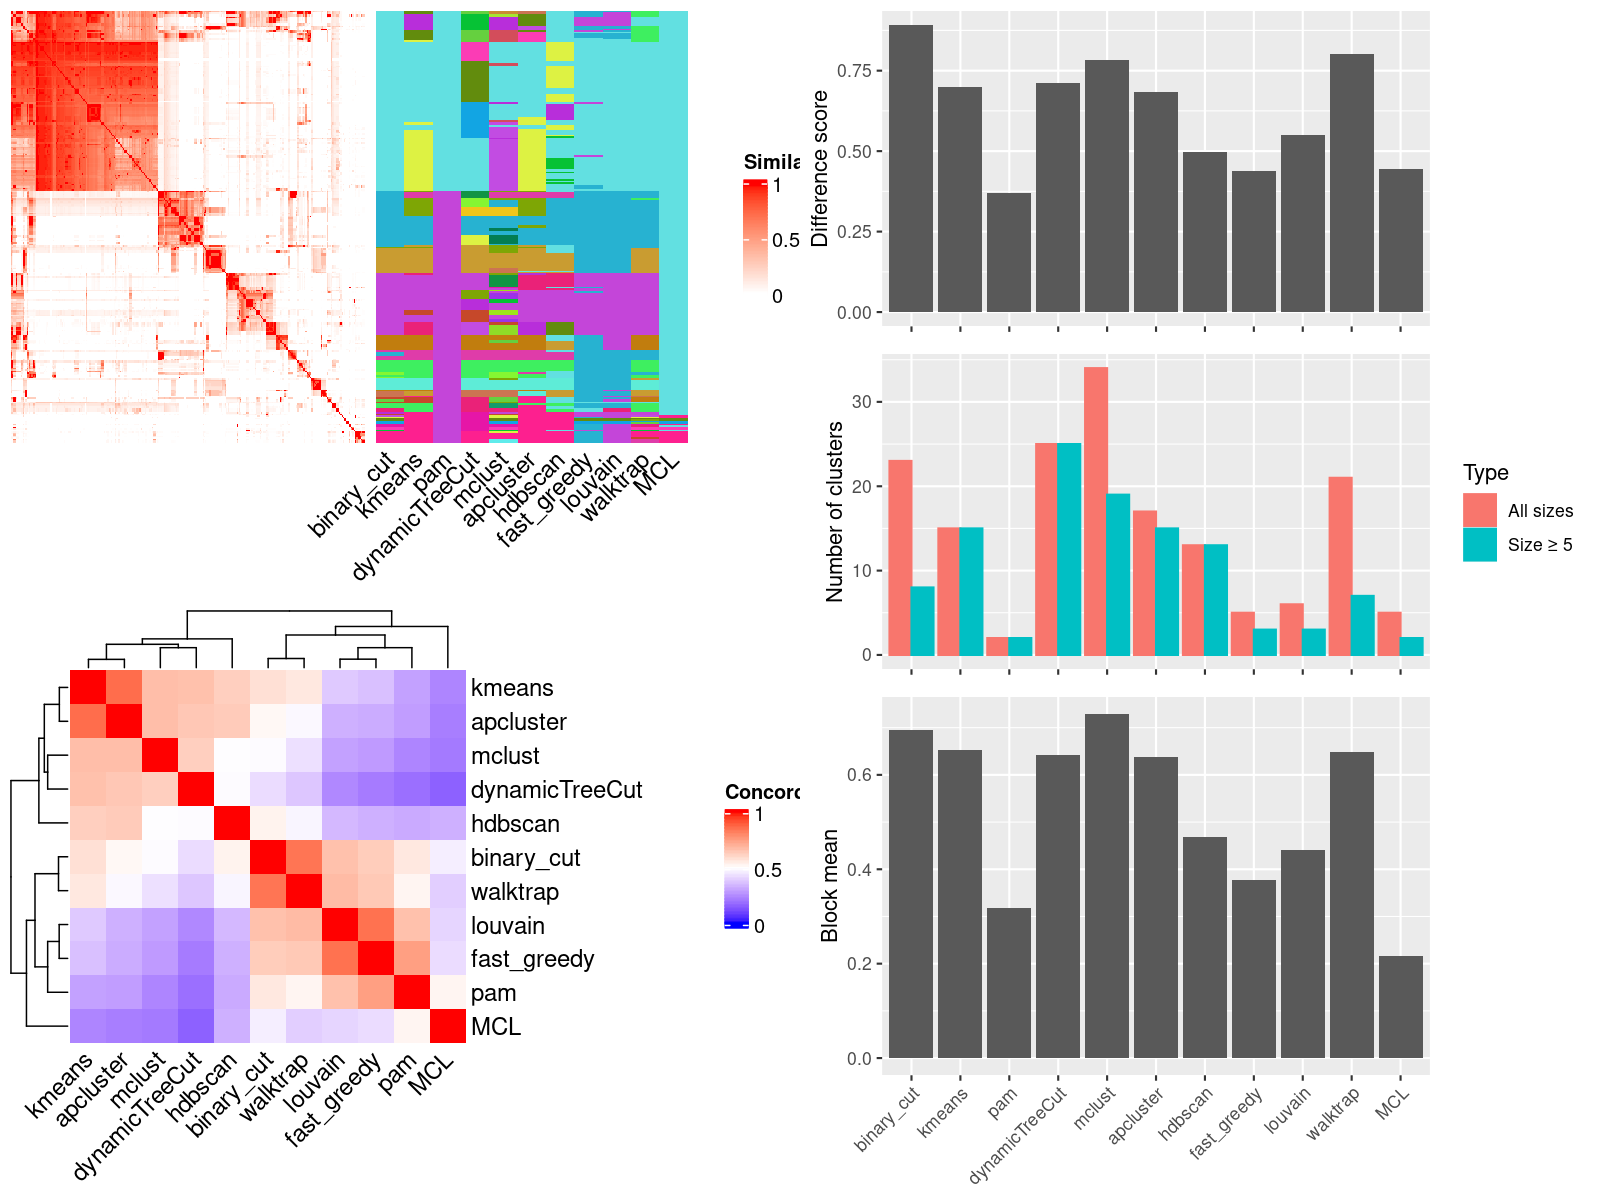 Simila
1
0.5
0
binary_cut
kmeans
pam
dynamicTreeCut
mclust
apcluster
hdbscan
fast_greedy
louvain
walktrap
MCL
kmeans
apcluster
mclust
dynamicTreeCut
hdbscan
binary_cut
walktrap
louvain
fast_greedy
pam
MCL
kmeans
apcluster
mclust
dynamicTreeCut
hdbscan
binary_cut
walktrap
louvain
fast_greedy
pam
MCL
Concord
1
0.5
0
Difference score
0.75
0.50
0.25
0.00
Number of clusters
30
20
10
0
Type
All sizes
Size ≥ 5
Block mean
0.6
0.4
0.2
0.0
binary_cut
kmeans
pam
dynamicTreeCut
mclust
apcluster
hdbscan
fast_greedy
louvain
walktrap
MCL